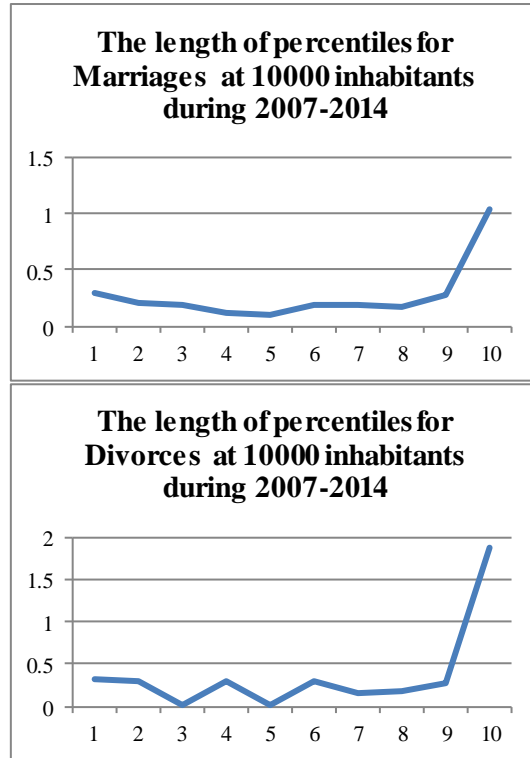 The length of percentiles for
Marriages at 10000 inhabitants
during 2007-2014
1.5
1
0.5
0
1 2 3 4 5 6 7 8 9 10
The length of percentiles for
Divorces at 10000 inhabitants
during 2007-2014
2
1.5
1
0.5
0
1 2 3 4 5 6 7 8 9 10